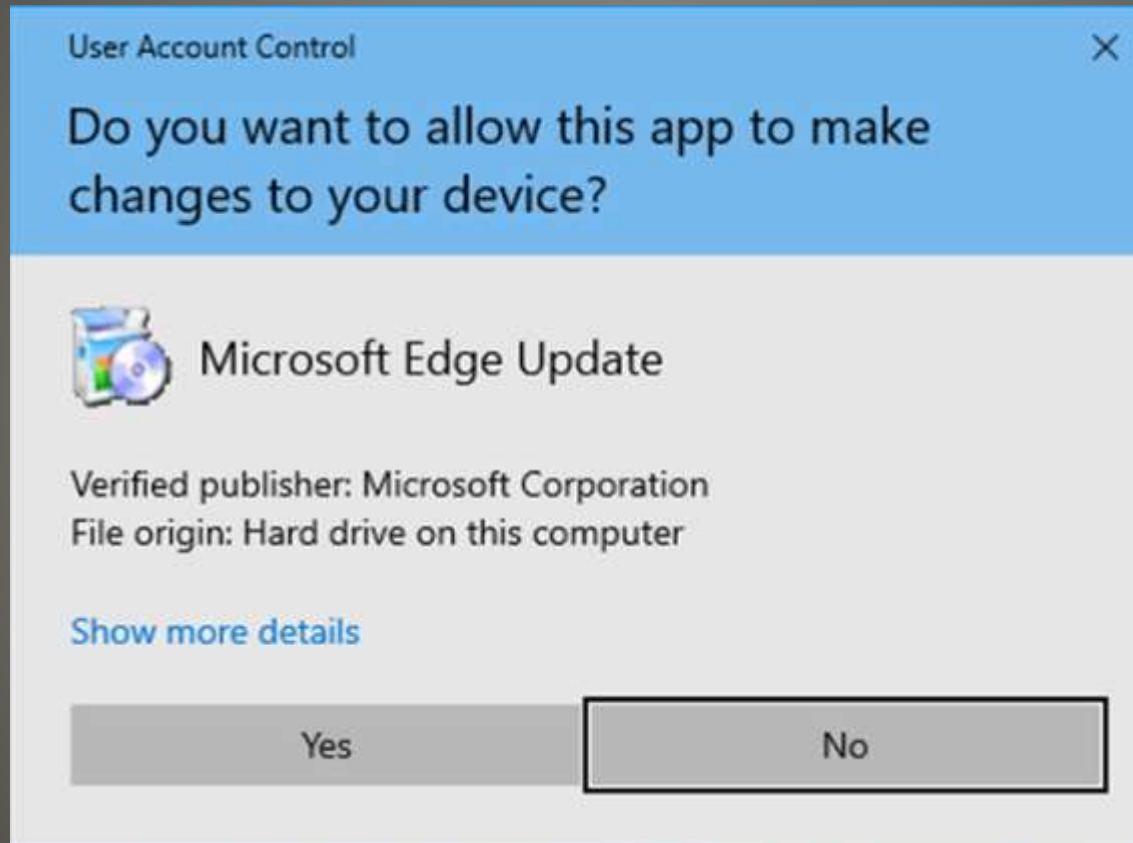 User Account Control
Do you want to allow this app to make
changes to your device?
Microsoft Edge Update
Verified publisher: Microsoft Corporation
File origin: Hard drive on this computer
Show more details
Yes
No